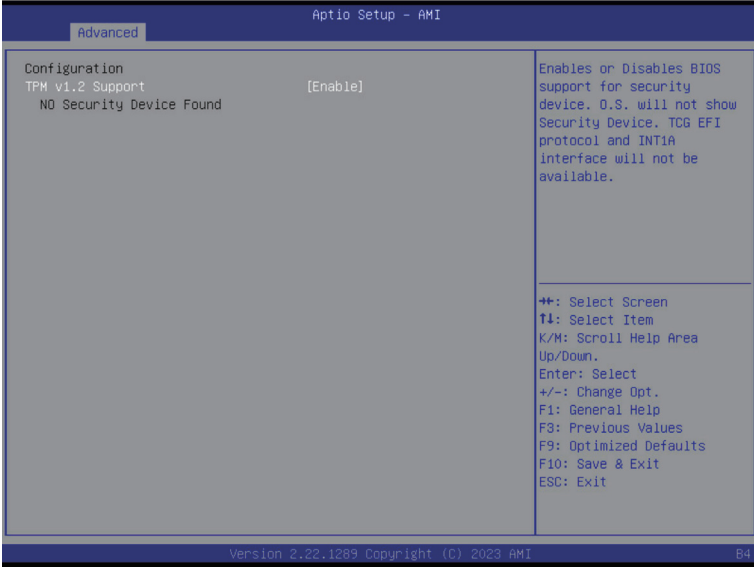 Aptio Setup - AMI
Advanced
Configuration
TPM v1.2 Support [Enable]
NO Security Device Found
Enables or Disables BIOS
support for security
device. O.S. will not show
Security Device. TCG EFI
protocol and INT1A
interface will not be
available.
→←: Select Screen
↑↓: Select Item
K/M: Scroll Help Area
Up/Down.
Enter: Select
+/-: Change Opt.
F1: General Help
F3: Previous Values
F9: Optimized Defaults
F10: Save & Exit
ESC: Exit
Version 2.22.1289 Copyright (C) 2023 AMI
B4